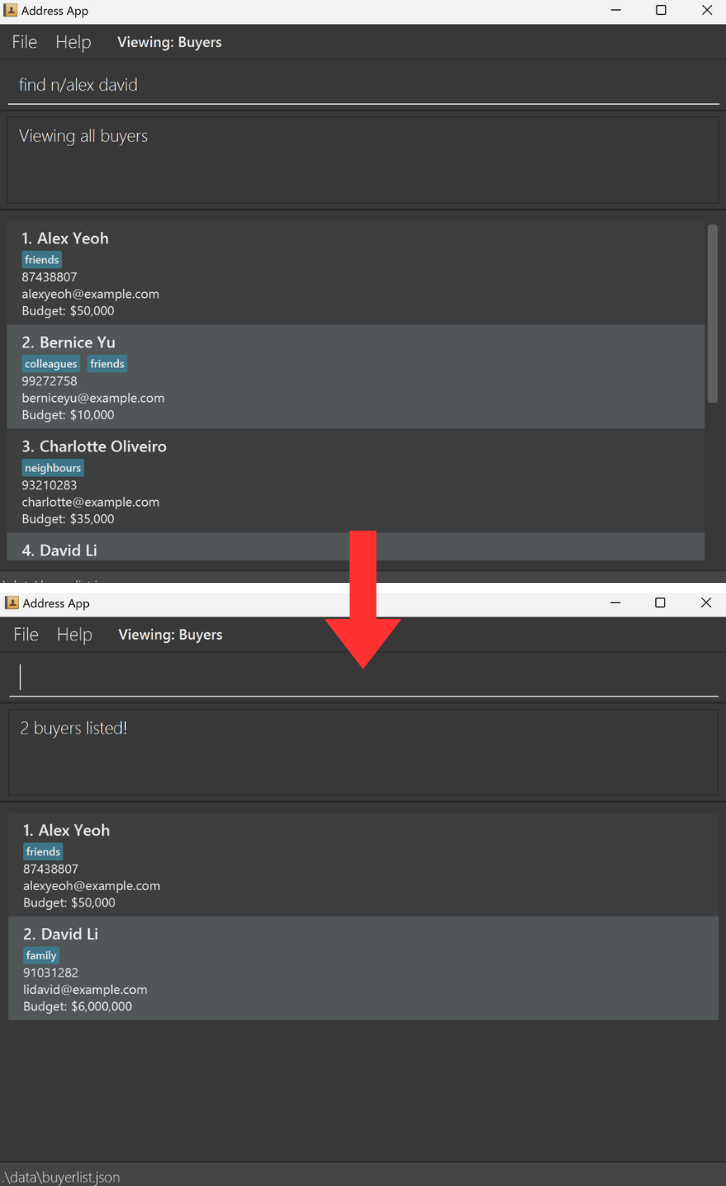 Address App
File Help Viewing: Buyers
find n/alex david
Viewing all buyers
1. Alex Yeoh
friends
87438807
alexyeoh@example.com
Budget: $50,000
2. Bernice Yu
colleagues friends
99272758
berniceyu@example.com
Budget: $10,000
3. Charlotte Oliveiro
neighbours
93210283
charlotte@example.com
Budget: $35,000
4. David Li
Address App
File Help Viewing: Buyers
2 buyers listed!
1. Alex Yeoh
friends
87438807
alexyeoh@example.com
Budget: $50,000
2. David Li
family
91031282
lidavid@example.com
Budget: $6,000,000
.\data\buyerlist.json